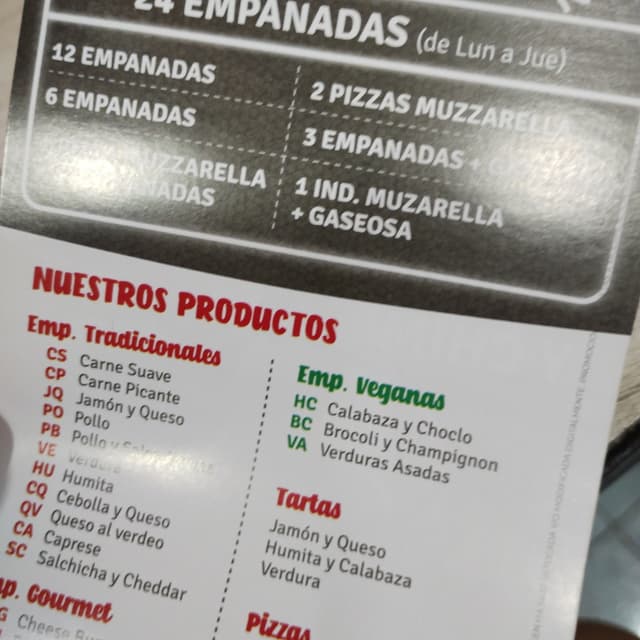 24 EMPANADAS (de Lun a Jue)
12 EMPANADAS
6 EMPANADAS
MUZZARELLA
2 PIZZAS MUZZARELLA
3 EMPANADAS +
1 IND. MUZARELLA
+ GASEOSA
NUESTROS PRODUCTOS
Emp. Tradicionales
CS Carne Suave
CP Carne Picante
JQ Jamón y Queso
PO Pollo
PB Pollo y
VE Verdura
HU Humita
CQ Cebolla y Queso
QV Queso al verdeo
CA Caprese
SC Salchicha y Cheddar
Gourmet
Cheese
Emp. Veganas
HC Calabaza y Choclo
BC Brocoli y Champignon
VA Verduras Asadas
Tartas
Jamón y Queso
Humita y Calabaza
Verdura
Pizzas